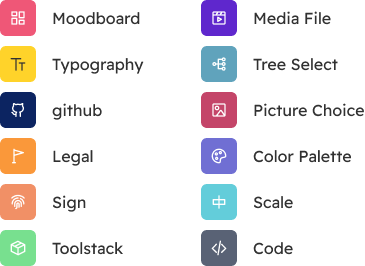 Moodboard
Typography
github
Legal
Sign
Toolstack
Media File
Tree Select
Picture Choice
Color Palette
Scale
Code